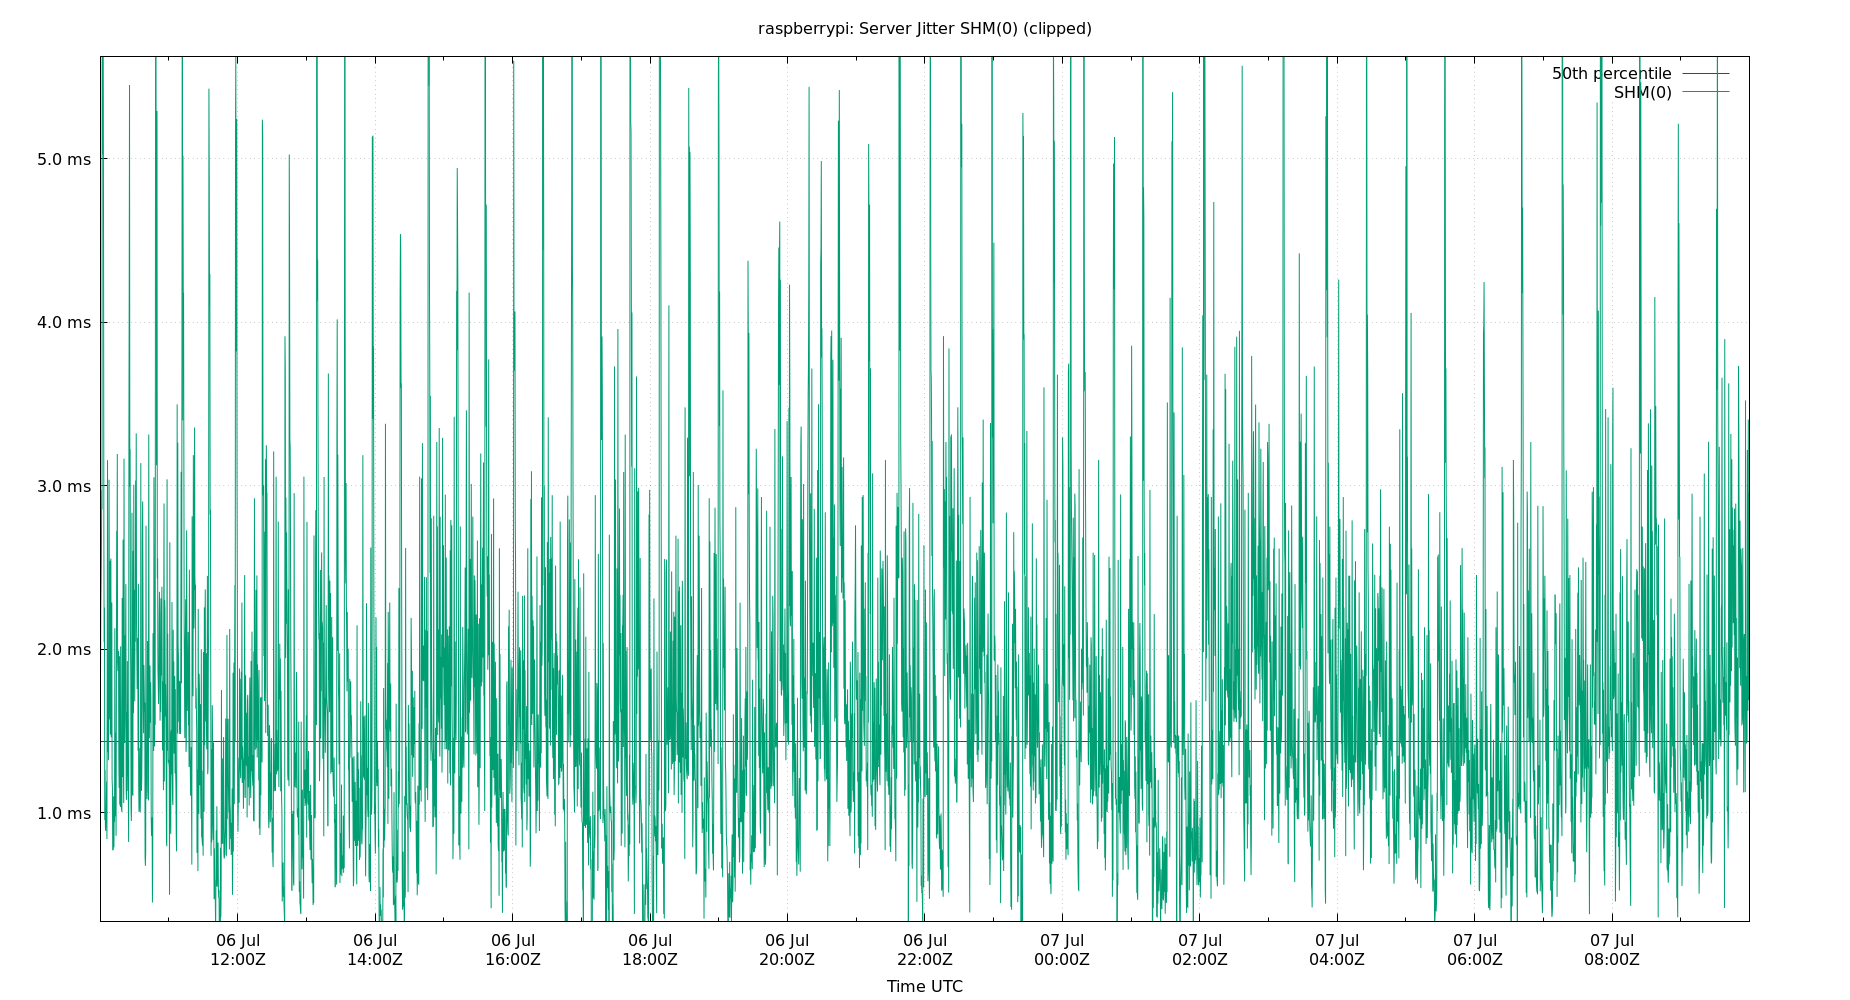 raspberrypi: Server Jitter SHM(0) (clipped)
50th percentile
SHM(0)
5.0 ms
4.0 ms
3.0 ms
2.0 ms
1.0 ms
06 Jul 06 Jul 06 Jul 06 Jul 06 Jul 06 Jul 07 Jul 07 Jul 07 Jul 07 Jul 07 Jul
12:00Z 14:00Z 16:00Z 18:00Z 20:00Z 22:00Z 00:00Z 02:00Z 04:00Z 06:00Z 08:00Z
Time UTC